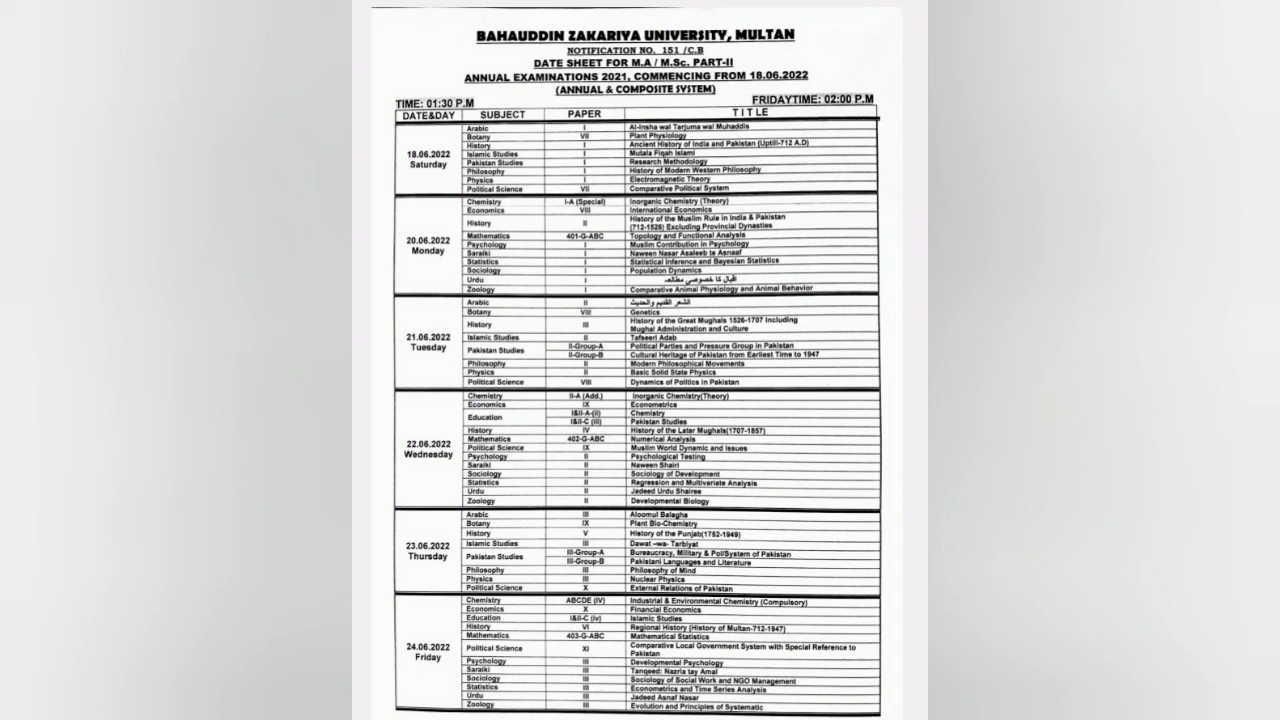 BAHAUDDIN ZAKARIYA UNIVERSITY, MULTAN
NOTIFICATION NO. 151 /C.B
DATE SHEET FOR M.A / M.Sc. PART-II
ANNUAL EXAMINATIONS 2021, COMMENCING FROM 18.06.2022
(ANNUAL & COMPOSITE SYSTEM)
TIME: 01:30 P.M FRIDAYTIME: 02:00 P.M
DATE&DAY SUBJECT PAPER TITLE
18.06.2022 Saturday
Arabic I Al-Insha wal Tarjuma wal Muhaddis
Botany VII Plant Physiology
History I Ancient History of India and Pakistan (Uptill-712 A.D)
Islamic Studies I Mutala Fiqah Islami
Pakistan Studies I Research Methodology
Philosophy I History of Modern Western Philosophy
Physics I Electromagnetic Theory
Political Science VII Comparative Political System
20.06.2022 Monday
Chemistry I-A (Special) Inorganic Chemistry (Theory)
Economics VIII International Economics
History II History of the Muslim Rule in India & Pakistan
(712-1526) Excluding Provincial Dynasties
Mathematics 401-G-ABC Topology and Functional Analysis
Psychology I Muslim Contribution in Psychology
Saraiki I Naween Nasar Asaleeb te Asnaaf
Statistics I Statistical Inference and Bayesian Statistics
Sociology I Population Dynamics
Urdu I اقبال کا خصوصی مطالعہ
Zoology I Comparative Animal Physiology and Animal Behavior
21.06.2022 Tuesday
Arabic II الشعر القديم والحديث
Botany VIII Genetics
History III History of the Great Mughals 1526-1707 Including
Mughal Administration and Culture
Islamic Studies II Tafseeri Adab
Pakistan Studies II-Group-A Political Parties and Pressure Group in Pakistan
II-Group-B Cultural Heritage of Pakistan from Earliest Time to 1947
Philosophy II Modern Philosophical Movements
Physics II Basic Solid State Physics
Political Science VIII Dynamics of Politics in Pakistan
22.06.2022 Wednesday
Chemistry II-A (Add.) Inorganic Chemistry(Theory)
Economics IX Econometrics
Education I&II-A-(ii) Chemistry
I&II-C (iii) Pakistan Studies
History IV History of the Later Mughals(1707-1857)
Mathematics 402-G-ABC Numerical Analysis
Political Science IX Muslim World Dynamic and Issues
Psychology II Psychological Testing
Saraiki II Naween Shairi
Sociology II Sociology of Development
Statistics II Regression and Multivariate Analysis
Urdu II Jadeed Urdu Shairee
Zoology II Developmental Biology
23.06.2022 Thursday
Arabic III Aloomul Balagha
Botany IX Plant Bio-Chemistry
History V History of the Punjab(1752-1949)
Islamic Studies III Dawat –wa- Tarbiyat
Pakistan Studies III-Group-A Bureaucracy, Military & Pol/System of Pakistan
III-Group-B Pakistani Languages and Literature
Philosophy III Philosophy of Mind
Physics III Nuclear Physics
Political Science X External Relations of Pakistan
24.06.2022 Friday
Chemistry ABCDE (IV) Industrial & Environmental Chemistry (Compulsory)
Economics X Financial Economics
Education I&II-C (iv) Islamic Studies
History VI Regional History (History of Multan-712-1947)
Mathematics 403-G-ABC Mathematical Statistics
Political Science XI Comparative Local Government System with Special Reference to
Pakistan
Psychology III Developmental Psychology
Saraiki III Tanqeed: Nazria tay Amal
Sociology III Sociology of Social Work and NGO Management
Statistics III Econometrics and Time Series Analysis
Urdu III Jadeed Asnaf Nasar
Zoology III Evolution and Principles of Systematic